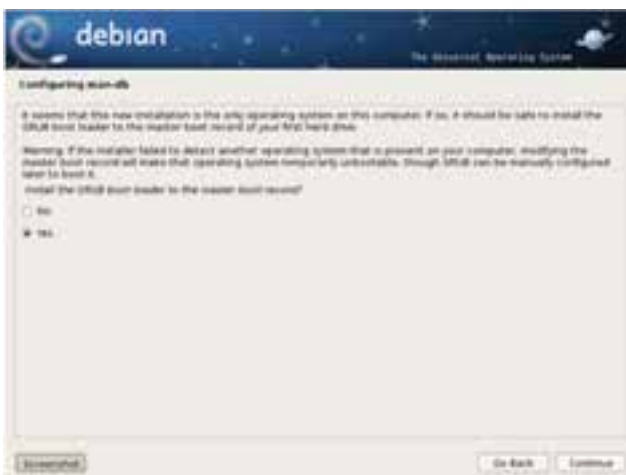 debian
The Universal Operating System
Configuring man-db
It seems that this new installation is the only operating system on this computer. If so, it should be safe to install the
GRUB boot loader to the master boot record of your first hard drive.
Warning: If the installer failed to detect another operating system that is present on your computer, modifying the
master boot record will make that operating system temporarily unbootable, though GRUB can be manually configured
later to boot it.
Install the GRUB boot loader to the master boot record?
No
Yes
Screenshot
Go Back
Continue